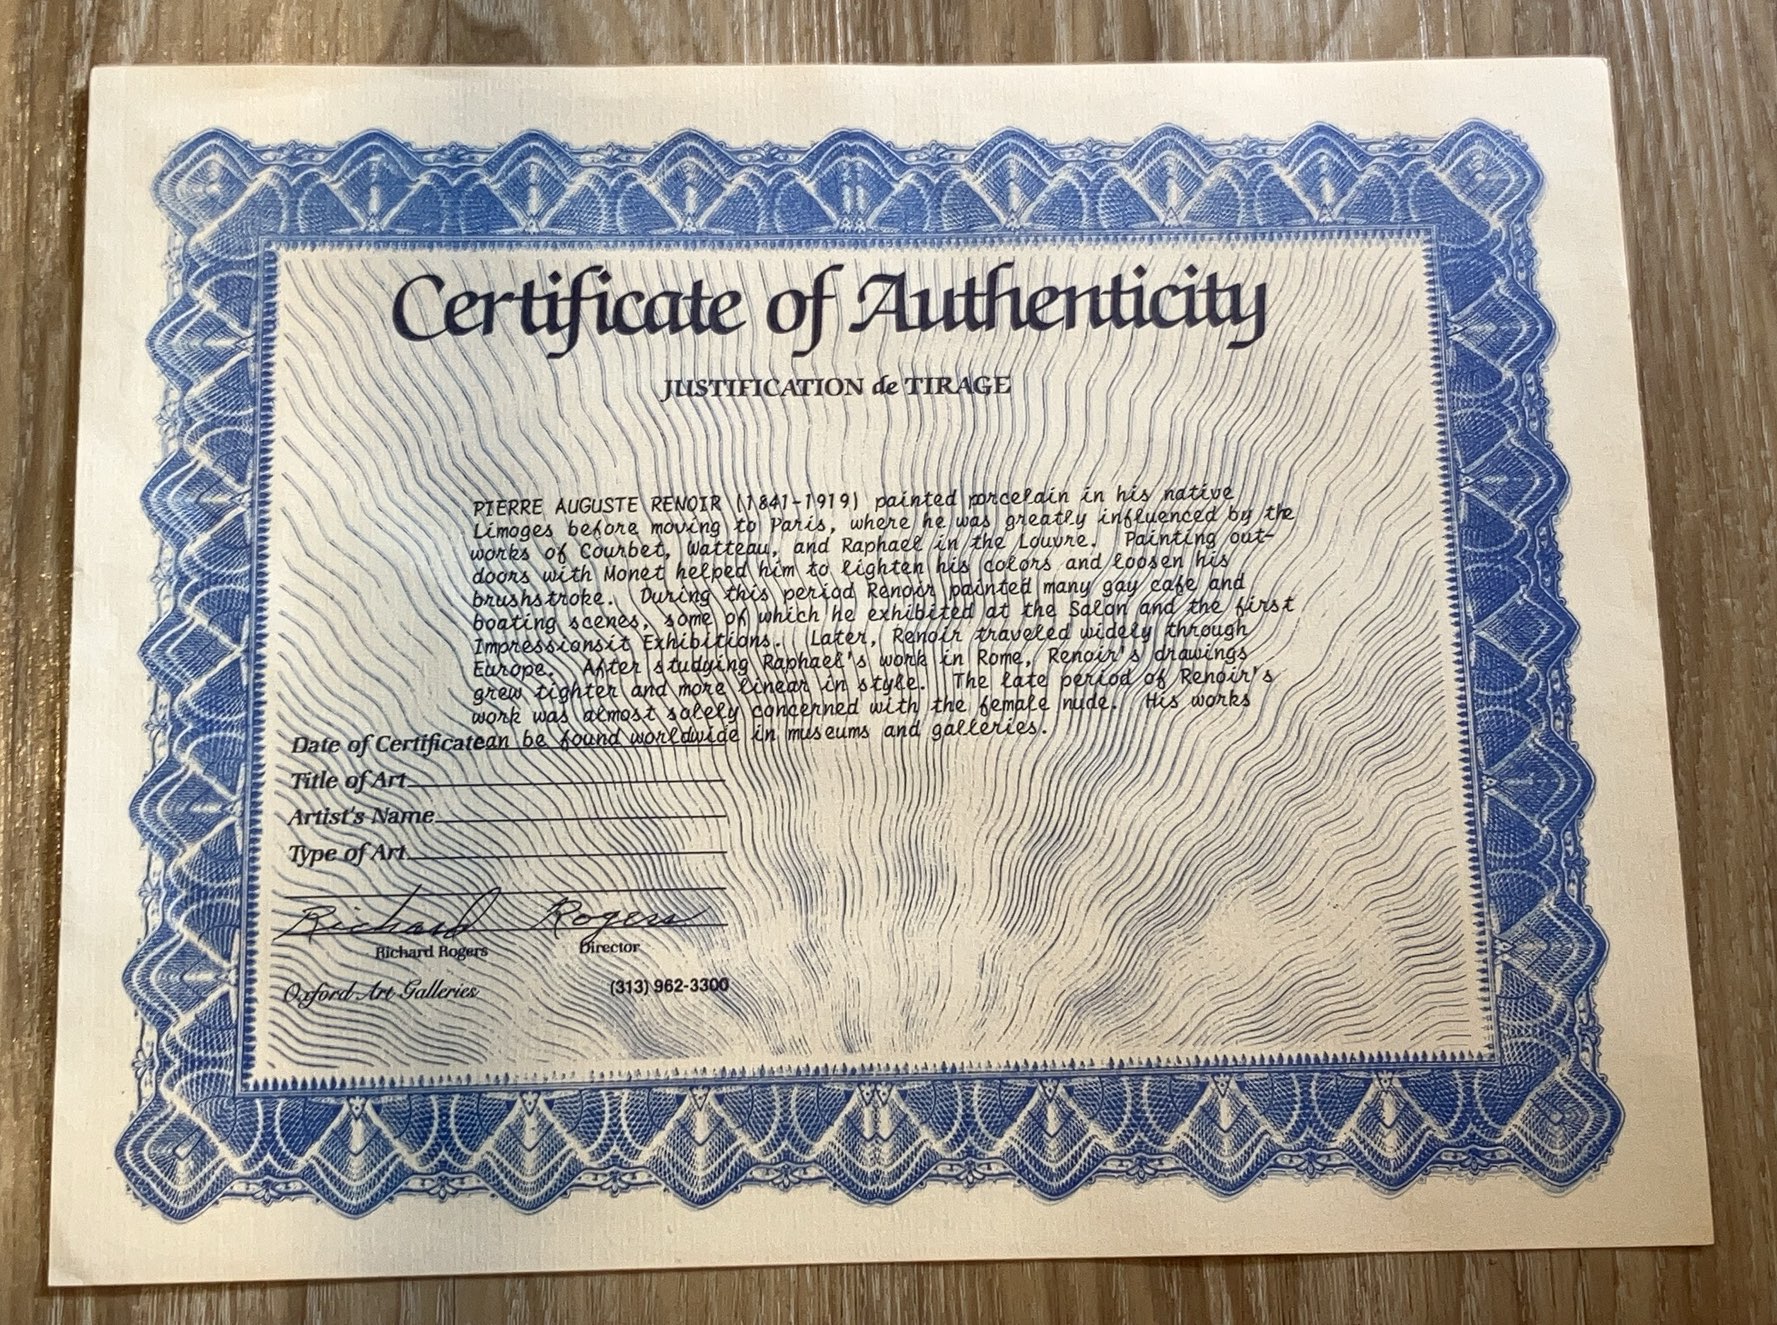 Certificate of Authenticity
JUSTIFICATION de TIRAGE
PIERRE AUGUSTE RENOIR (1841-1919) painted porcelain in his native
Limoges before moving to Paris, where he was greatly influenced by the
works of Courbet, Watteau, and Raphael in the Louvre. Painting out-
doors with Monet helped him to lighten his colors and loosen his
brushstroke. During this period Renoir painted many gay cafe and
boating scenes, some of which he exhibited at the Salon and the first
Impressionsit Exhibitions. Later, Renoir traveled widely through
Europe. After studying Raphael's work in Rome, Renoir's drawings
grew tighter and more linear in style. The late period of Renoir's
work was almost solely concerned with the female nude. His works
can be found worldwide in museums and galleries.
Date of Certificate
Title of Art
Artist's Name
Type of Art
Richard Rogers
Richard Rogers Director
Oxford Art Galleries (313) 962-3300